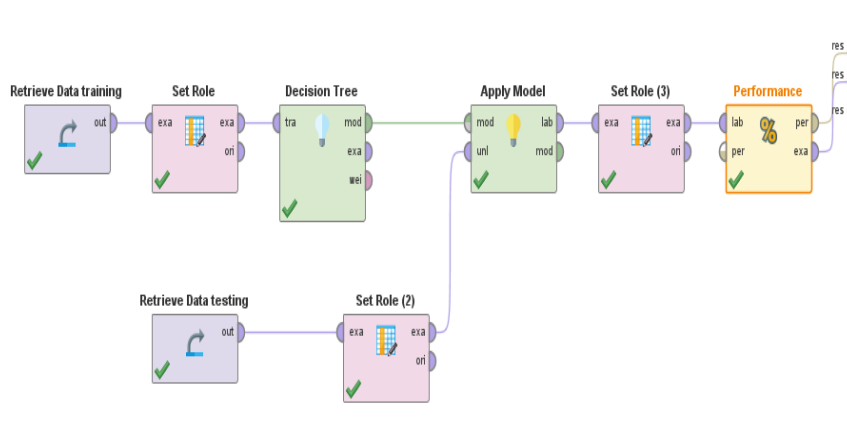 res
res
res
Retrieve Data training
out
Set Role
exa
exa
ori
Decision Tree
tra
mod
exa
wei
Apply Model
mod
lab
unl
mod
Set Role (3)
exa
exa
ori
Performance
lab
per
per
exa
%
Retrieve Data testing
out
Set Role (2)
exa
exa
ori